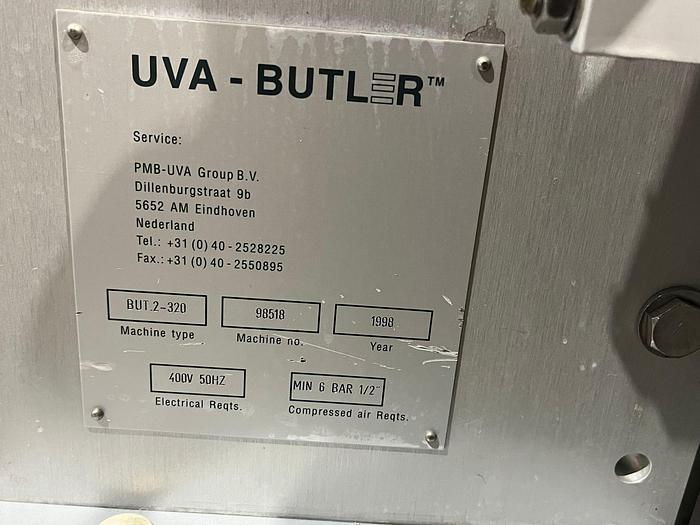 UVA - BUTLER™
Service:
PMB-UVA Group B.V.
Dillenburgstraat 9b
5652 AM Eindhoven
Nederland
Tel.: +31 (0) 40 - 2528225
Fax.: +31 (0) 40 - 2550895
BUT.2-320 98518 1998
Machine type Machine no. Year
400V 50HZ MIN 6 BAR 1/2"
Electrical Reqts. Compressed air Reqts.